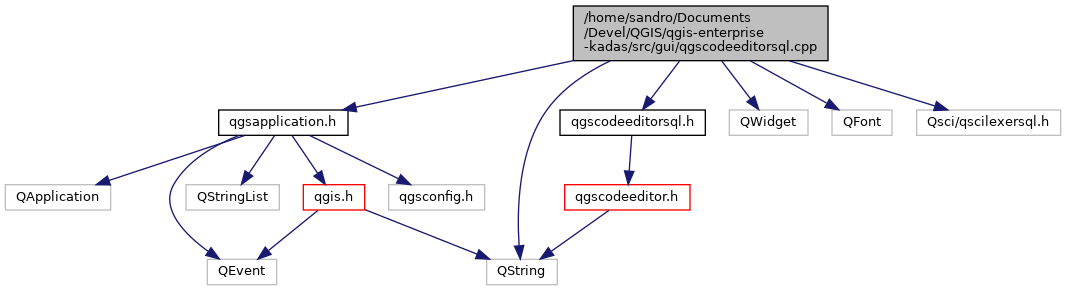 /home/sandro/Documents
/Devel/QGIS/qgis-enterprise
-kadas/src/gui/qgscodeeditorsql.cpp
qgsapplication.h
qgscodeeditorsql.h
QWidget
QFont
Qsci/qscilexersql.h
QApplication
QStringList
qgis.h
qgsconfig.h
qgscodeeditor.h
QEvent
QString